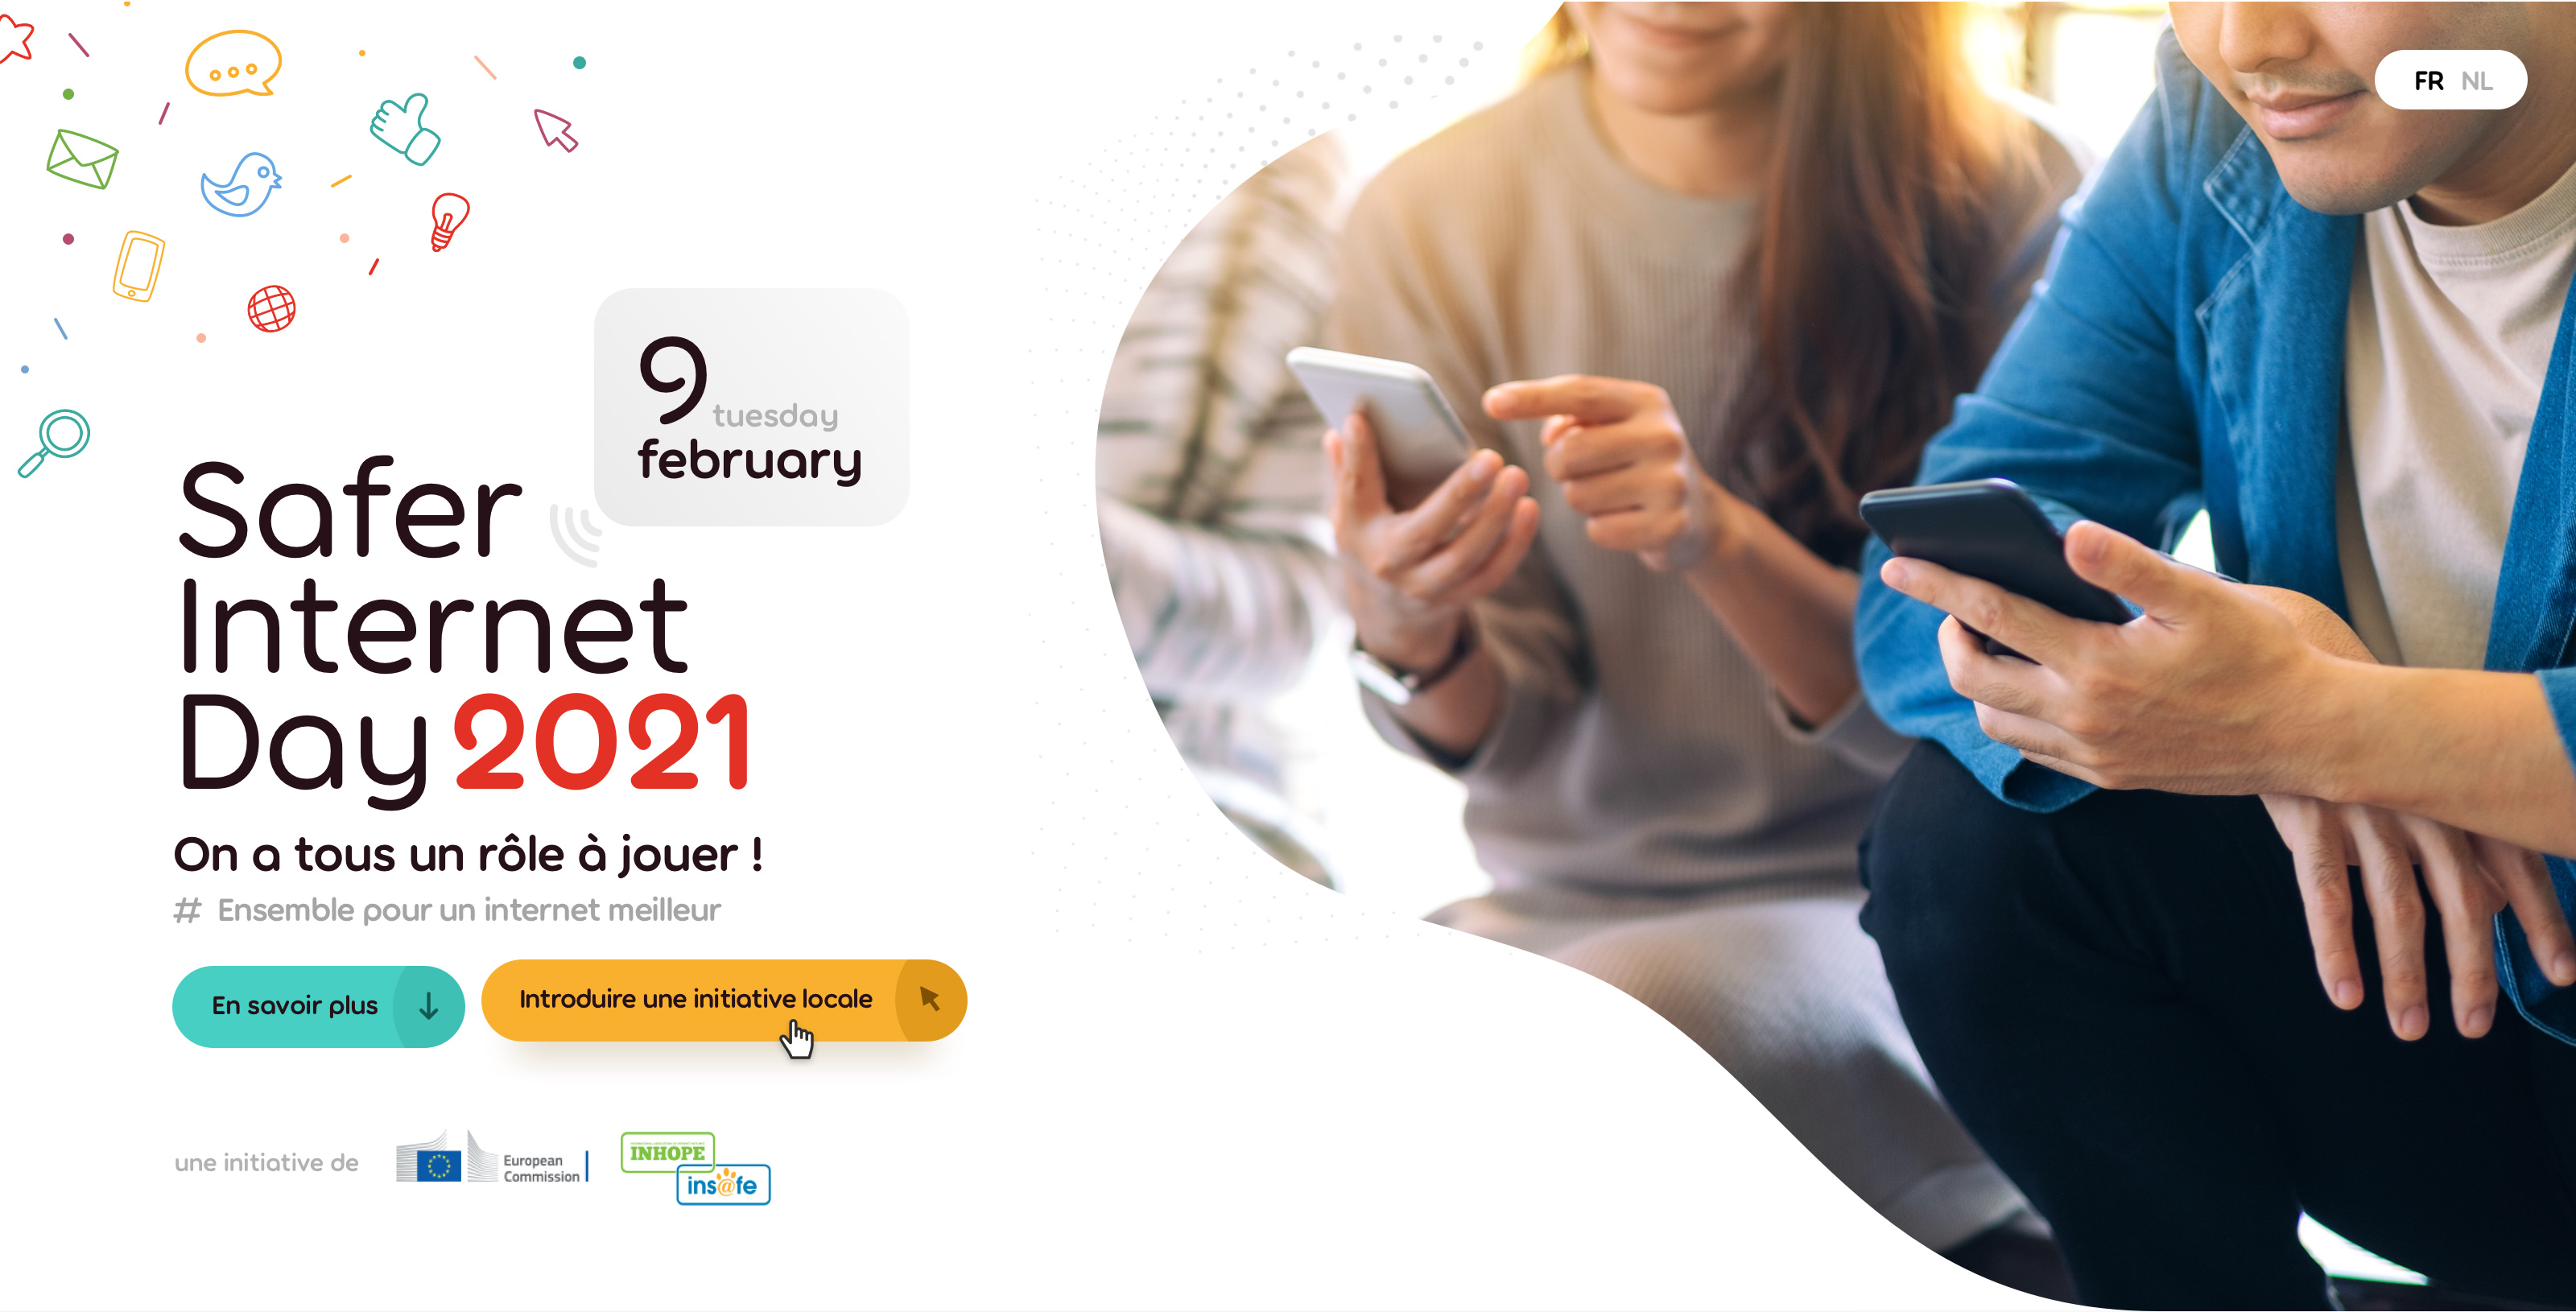 FR NL
9 tuesday
february
Safer
Internet
Day 2021
On a tous un rôle à jouer !
# Ensemble pour un internet meilleur
En savoir plus
Introduire une initiative locale
une initiative de
European
Commission
INHOPE
ins@fe